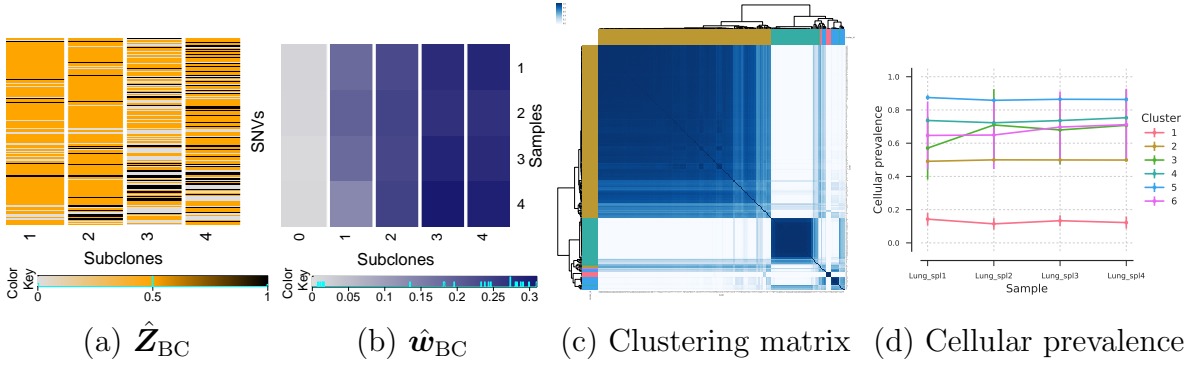 1 2 3 4
SNVs
Subclones
Color Key
0 0.5 1
(a) ẐBC
1
2
3
4
Samples
0 1 2 3 4
Subclones
Color Key
0 0.05 0.1 0.15 0.2 0.25 0.3
(b) ŵBC
(c) Clustering matrix
1.0
0.8
0.6
0.4
0.2
0.0
Cellular prevalence
Lung_spl1 Lung_spl2 Lung_spl3 Lung_spl4
Sample
Cluster
1
2
3
4
5
6
(d) Cellular prevalence